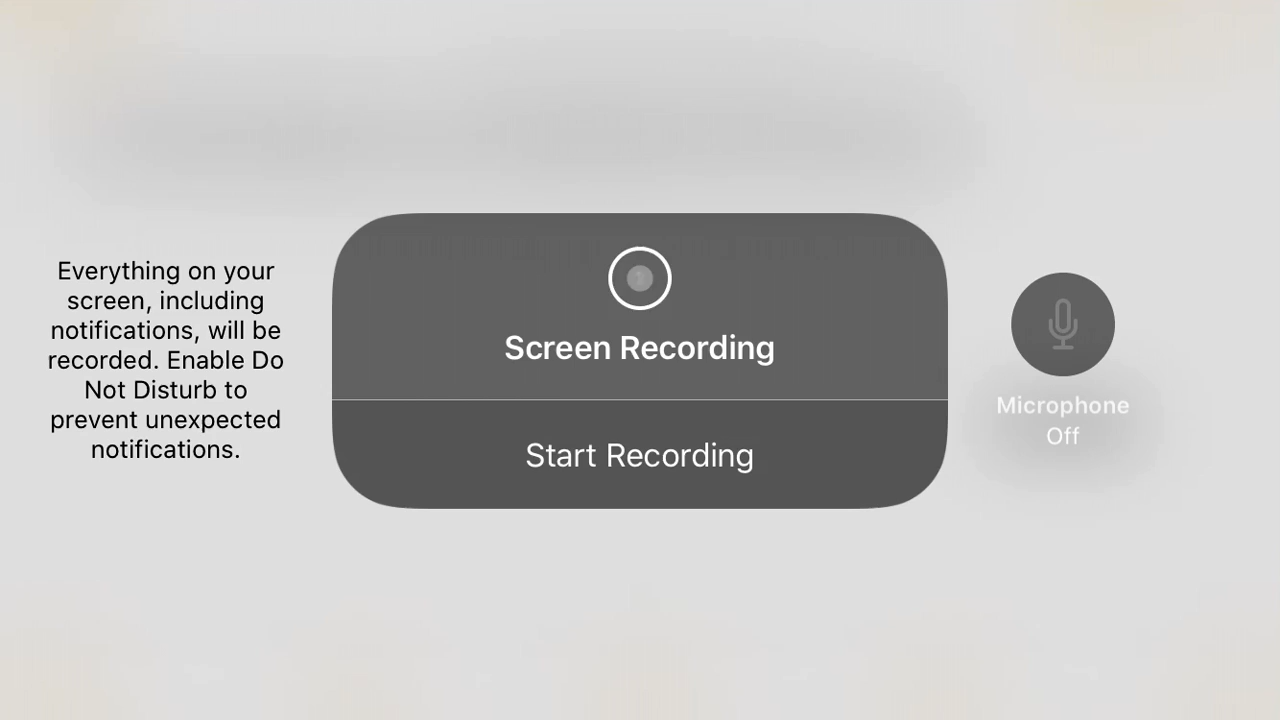 Everything on your
screen, including
notifications, will be
recorded. Enable Do
Not Disturb to
prevent unexpected
notifications.
Screen Recording
Start Recording
Microphone
Off